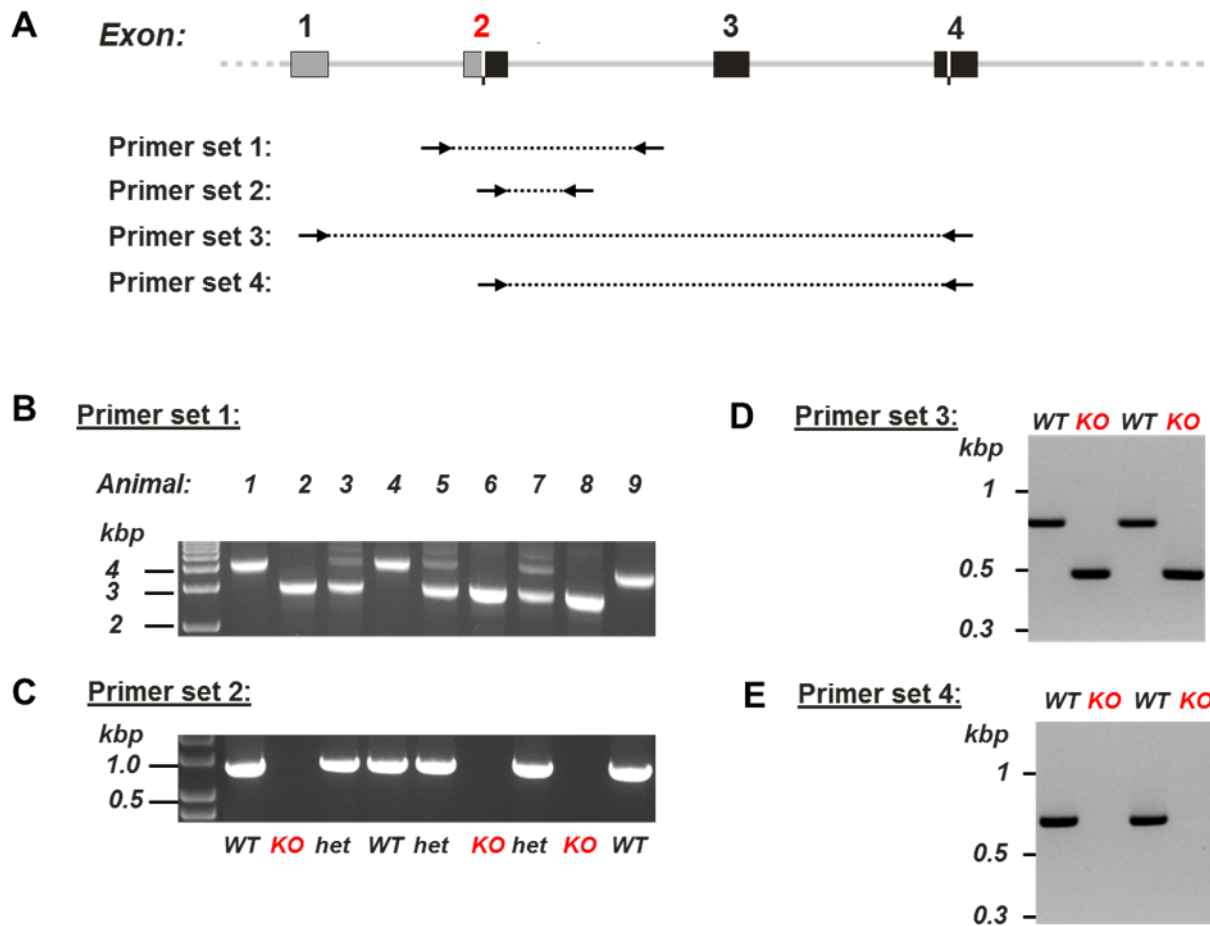 A
Exon:
1 2 3 4
Primer set 1:
Primer set 2:
Primer set 3:
Primer set 4:
B Primer set 1:
Animal: 1 2 3 4 5 6 7 8 9
kbp
4
3
2
C Primer set 2:
kbp
1.0
0.5
WT KO het WT het KO het KO WT
D Primer set 3:
WT KO WT KO
kbp
1
0.5
0.3
E Primer set 4:
WT KO WT KO
kbp
1
0.5
0.3